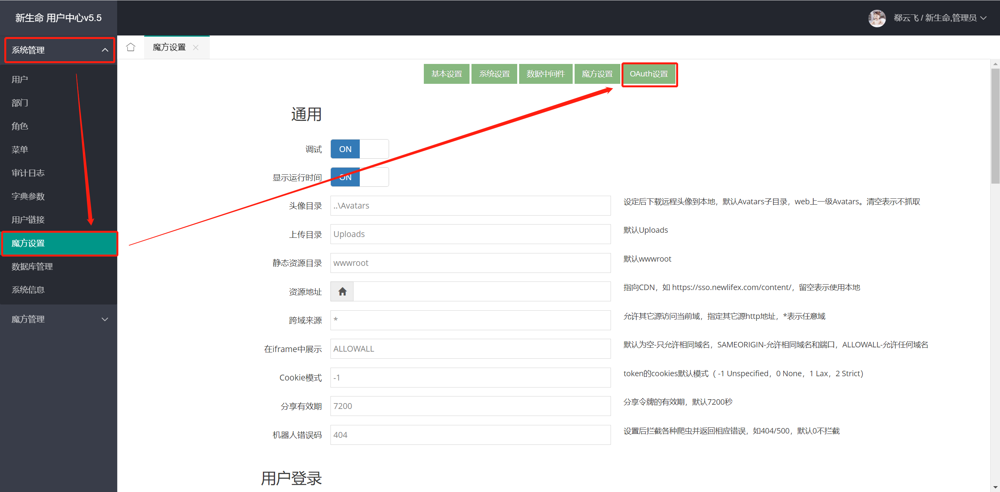 新生命 用户中心v5.5
郗云飞 / 新生命,管理员
系统管理
用户
部门
角色
菜单
审计日志
字典参数
用户链接
魔方设置
数据库管理
系统信息
魔方管理
魔方设置
基本设置 系统设置 数据中间件 魔方设置 OAuth设置
通用
调试 ON
显示运行时间 ON
头像目录 ..\Avatars 设定后下载远程头像到本地，默认Avatars子目录，web上一级Avatars。清空表示不抓取
上传目录 Uploads 默认Uploads
静态资源目录 wwwroot 默认wwwroot
资源地址 指向CDN，如 https://sso.newlifex.com/content/，留空表示使用本地
跨域来源 * 允许其它源访问当前域，指定其它源http地址，*表示任意域
在iframe中展示 ALLOWALL 默认为空-只允许相同域名，SAMEORIGIN-允许相同域名和端口，ALLOWALL-允许任何域名
Cookie模式 -1 token的cookies默认模式（ -1 Unspecified，0 None，1 Lax，2 Strict）
分享有效期 7200 分享令牌的有效期，默认7200秒
机器人错误码 404 设置后拦截各种爬虫并返回相应错误，如404/500，默认0不拦截
用户登录